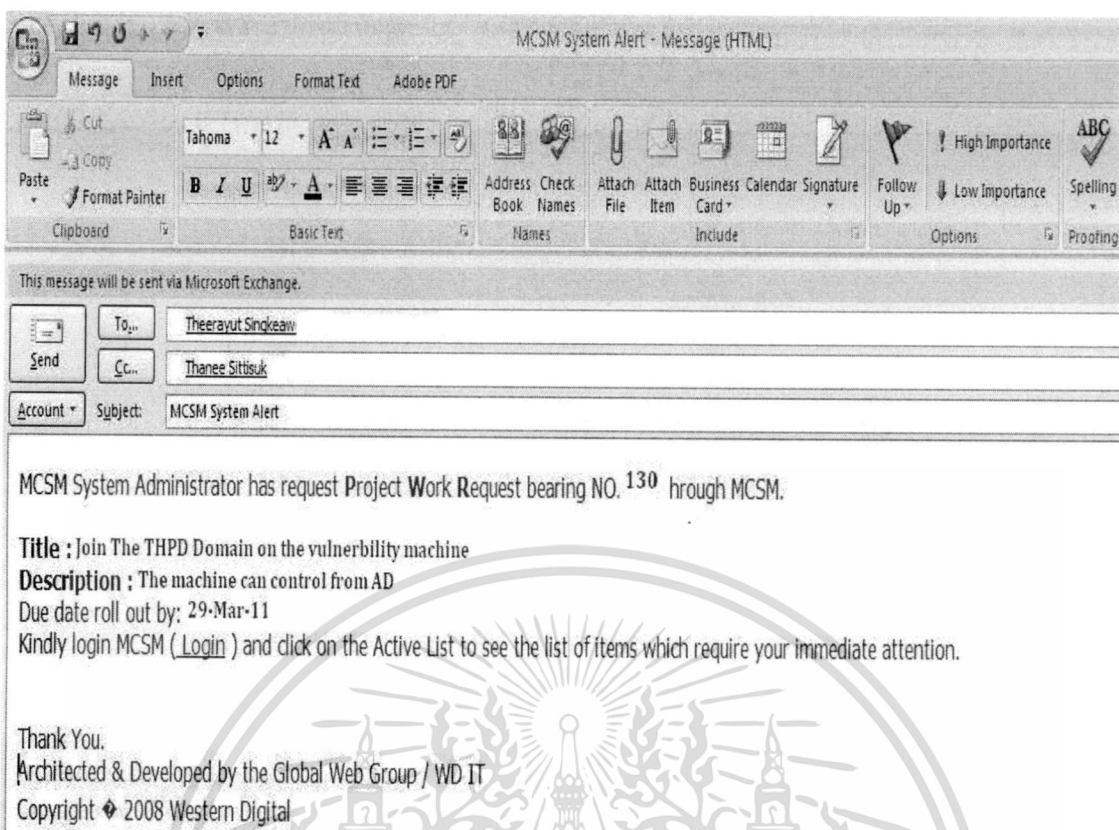 MCSM System Alert - Message (HTML)
Message Insert Options Format Text Adobe PDF
Cut
Copy
Paste
Format Painter
Clipboard
Tahoma 12
B I U
Basic Text
Address Book
Check Names
Names
Attach File
Attach Item
Business Card
Calendar
Signature
Include
Follow Up
High Importance
Low Importance
Options
ABC
Spelling
Proofing
This message will be sent via Microsoft Exchange.
Send
To...
Theerayut Singkeaw
Cc...
Thanee Sittisuk
Account
Subject:
MCSM System Alert
MCSM System Administrator has request Project Work Request bearing NO. 130 hrough MCSM.
Title : Join The THPD Domain on the vulnerbility machine
Description : The machine can control from AD
Due date roll out by: 29-Mar-11
Kindly login MCSM ( Login ) and click on the Active List to see the list of items which require your immediate attention.
Thank You.
Architected & Developed by the Global Web Group / WD IT
Copyright � 2008 Western Digital